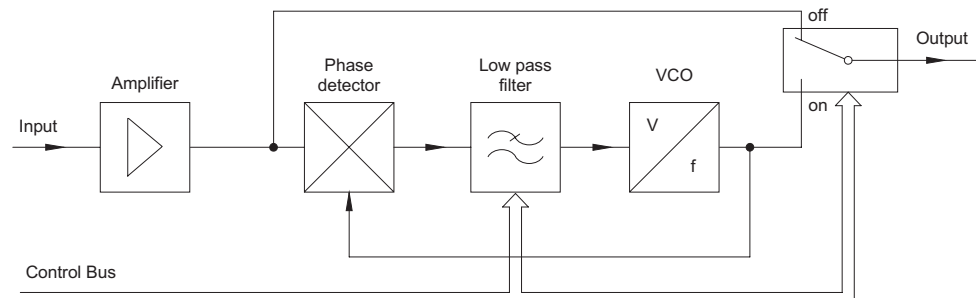 off
Output
Phase
detector
Low pass
filter
VCO
Amplifier
Input
on
V
f
Control Bus